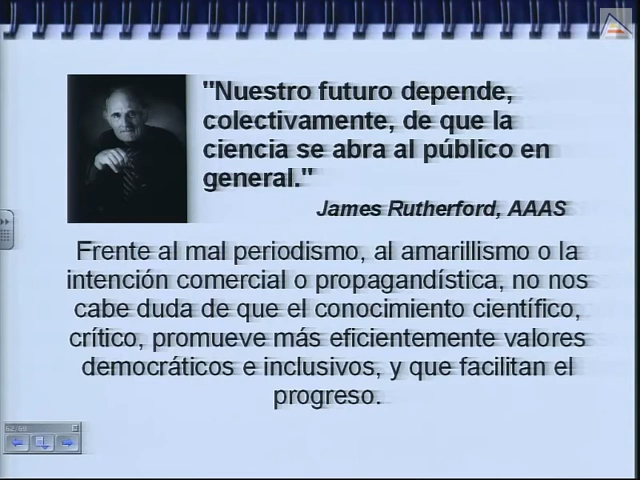 "Nuestro futuro depende,
colectivamente, de que la
ciencia se abra al público en
general."
James Rutherford, AAAS
Frente al mal periodismo, al amarillismo o la
intención comercial o propagandística, no nos
cabe duda de que el conocimiento científico,
crítico, promueve más eficientemente valores
democráticos e inclusivos, y que facilitan el
progreso.